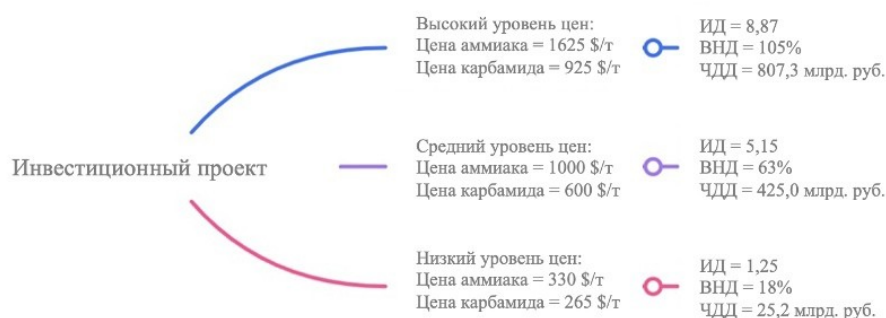 Инвестиционный проект
Высокий уровень цен:
Цена аммиака = 1625 $/т
Цена карбамида = 925 $/т
ИД = 8,87
ВНД = 105%
ЧДД = 807,3 млрд. руб.
Средний уровень цен:
Цена аммиака = 1000 $/т
Цена карбамида = 600 $/т
ИД = 5,15
ВНД = 63%
ЧДД = 425,0 млрд. руб.
Низкий уровень цен:
Цена аммиака = 330 $/т
Цена карбамида = 265 $/т
ИД = 1,25
ВНД = 18%
ЧДД = 25,2 млрд. руб.